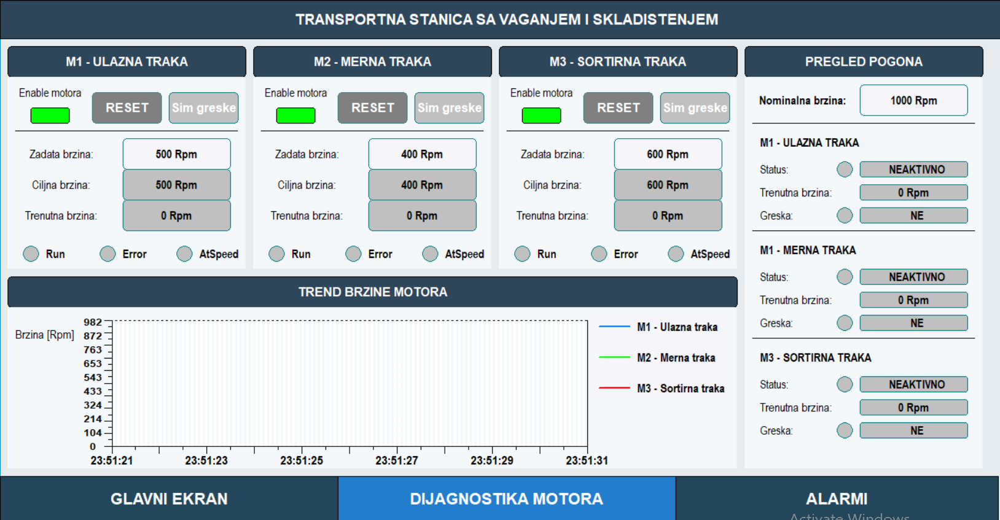 TRANSPORTNA STANICA SA VAGANJEM I SKLADISTENJEM
M1 - ULAZNA TRAKA
Enable motora
RESET
Sim greske
Zadata brzina:
500 Rpm
Ciljna brzina:
500 Rpm
Trenutna brzina:
0 Rpm
Run
Error
AtSpeed
M2 - MERNA TRAKA
Enable motora
RESET
Sim greske
Zadata brzina:
400 Rpm
Ciljna brzina:
400 Rpm
Trenutna brzina:
0 Rpm
Run
Error
AtSpeed
M3 - SORTIRNA TRAKA
Enable motora
RESET
Sim greske
Zadata brzina:
600 Rpm
Ciljna brzina:
600 Rpm
Trenutna brzina:
0 Rpm
Run
Error
AtSpeed
PREGLED POGONA
Nominalna brzina:
1000 Rpm
M1 - ULAZNA TRAKA
Status:
NEAKTIVNO
Trenutna brzina:
0 Rpm
Greska:
NE
M1 - MERNA TRAKA
Status:
NEAKTIVNO
Trenutna brzina:
0 Rpm
Greska:
NE
M3 - SORTIRNA TRAKA
Status:
NEAKTIVNO
Trenutna brzina:
0 Rpm
Greska:
NE
TREND BRZINE MOTORA
Brzina [Rpm]
982
872
763
653
543
433
324
214
104
0
23:51:21
23:51:23
23:51:25
23:51:27
23:51:29
23:51:31
M1 - Ulazna traka
M2 - Merna traka
M3 - Sortirna traka
GLAVNI EKRAN
DIJAGNOSTIKA MOTORA
ALARMI
Activate Windows